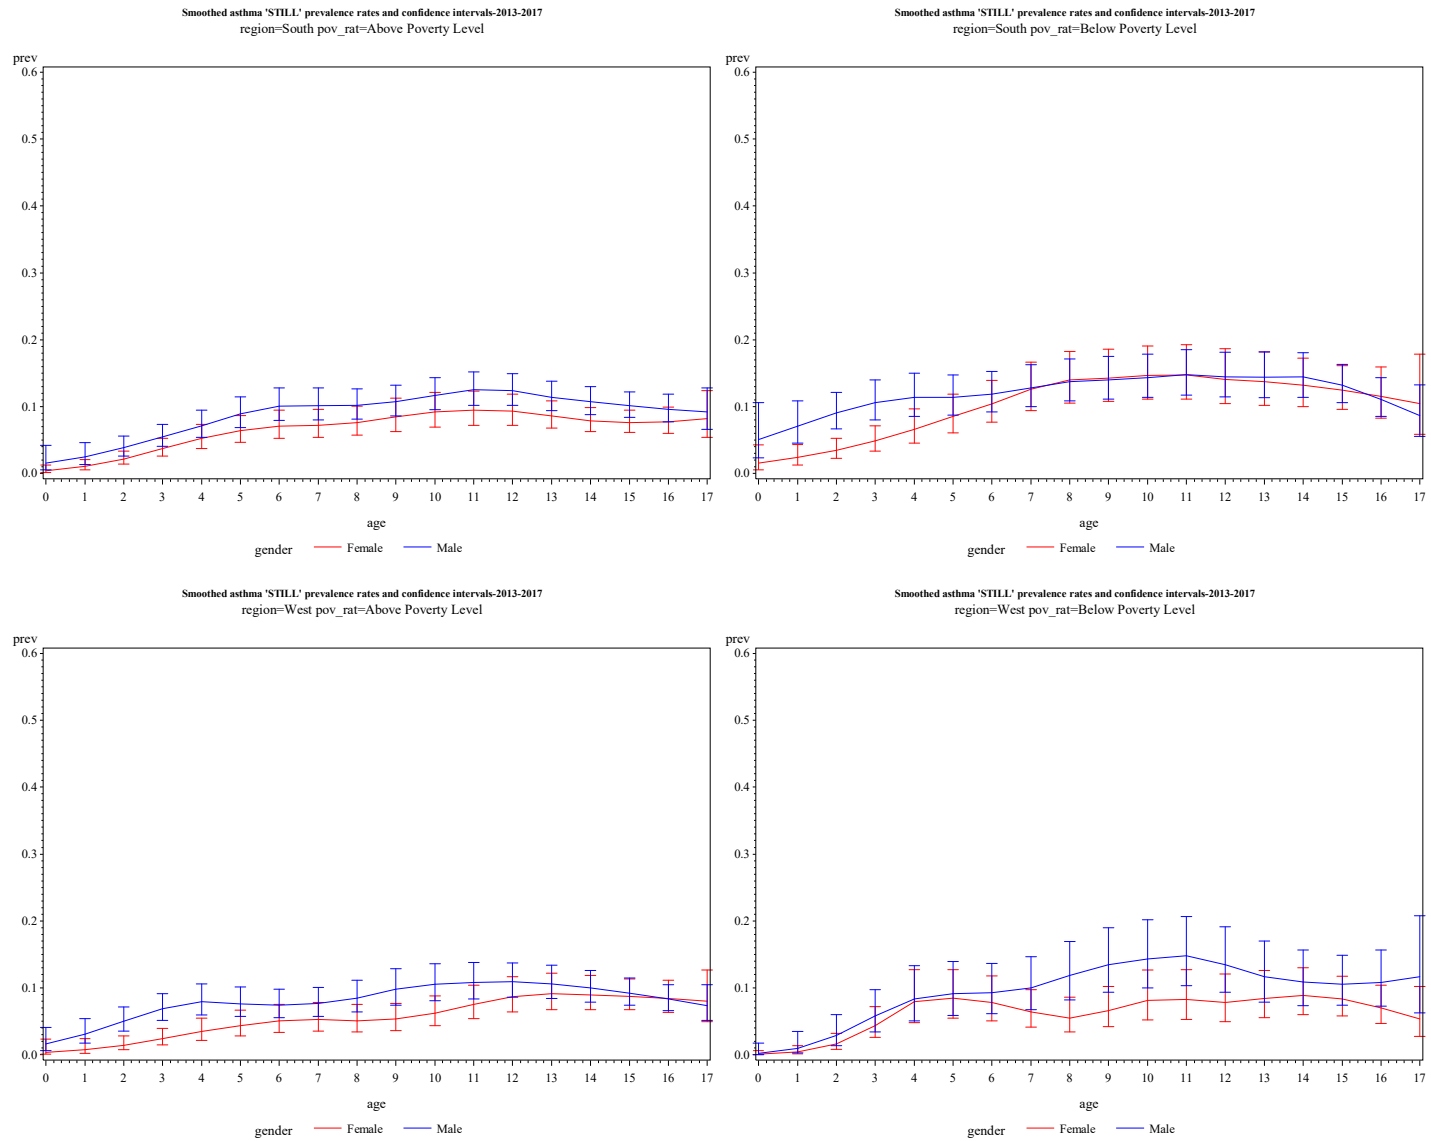 Smoothed asthma 'STILL' prevalence rates and confidence intervals-2013-2017
region=South pov_rat=Above Poverty Level
prev
0.6
0.5
0.4
0.3
0.2
0.1
0.0
0 1 2 3 4 5 6 7 8 9 10 11 12 13 14 15 16 17
age
gender Female Male
Smoothed asthma 'STILL' prevalence rates and confidence intervals-2013-2017
region=South pov_rat=Below Poverty Level
prev
0.6
0.5
0.4
0.3
0.2
0.1
0.0
0 1 2 3 4 5 6 7 8 9 10 11 12 13 14 15 16 17
age
gender Female Male
Smoothed asthma 'STILL' prevalence rates and confidence intervals-2013-2017
region=West pov_rat=Above Poverty Level
prev
0.6
0.5
0.4
0.3
0.2
0.1
0.0
0 1 2 3 4 5 6 7 8 9 10 11 12 13 14 15 16 17
age
gender Female Male
Smoothed asthma 'STILL' prevalence rates and confidence intervals-2013-2017
region=West pov_rat=Below Poverty Level
prev
0.6
0.5
0.4
0.3
0.2
0.1
0.0
0 1 2 3 4 5 6 7 8 9 10 11 12 13 14 15 16 17
age
gender Female Male